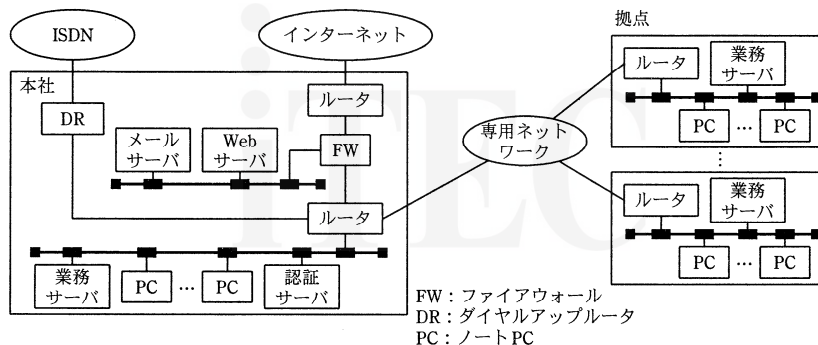 ISDN
インターネット
拠点
本社
ルータ
DR
メール
サーバ
Web
サーバ
FW
ルータ
業務
サーバ
PC
…
PC
認証
サーバ
専用ネット
ワーク
ルータ
業務
サーバ
PC
…
PC
⋮
ルータ
業務
サーバ
PC
…
PC
ルータ
FW：ファイアウォール
DR：ダイヤルアップルータ
PC：ノートPC
iTEC